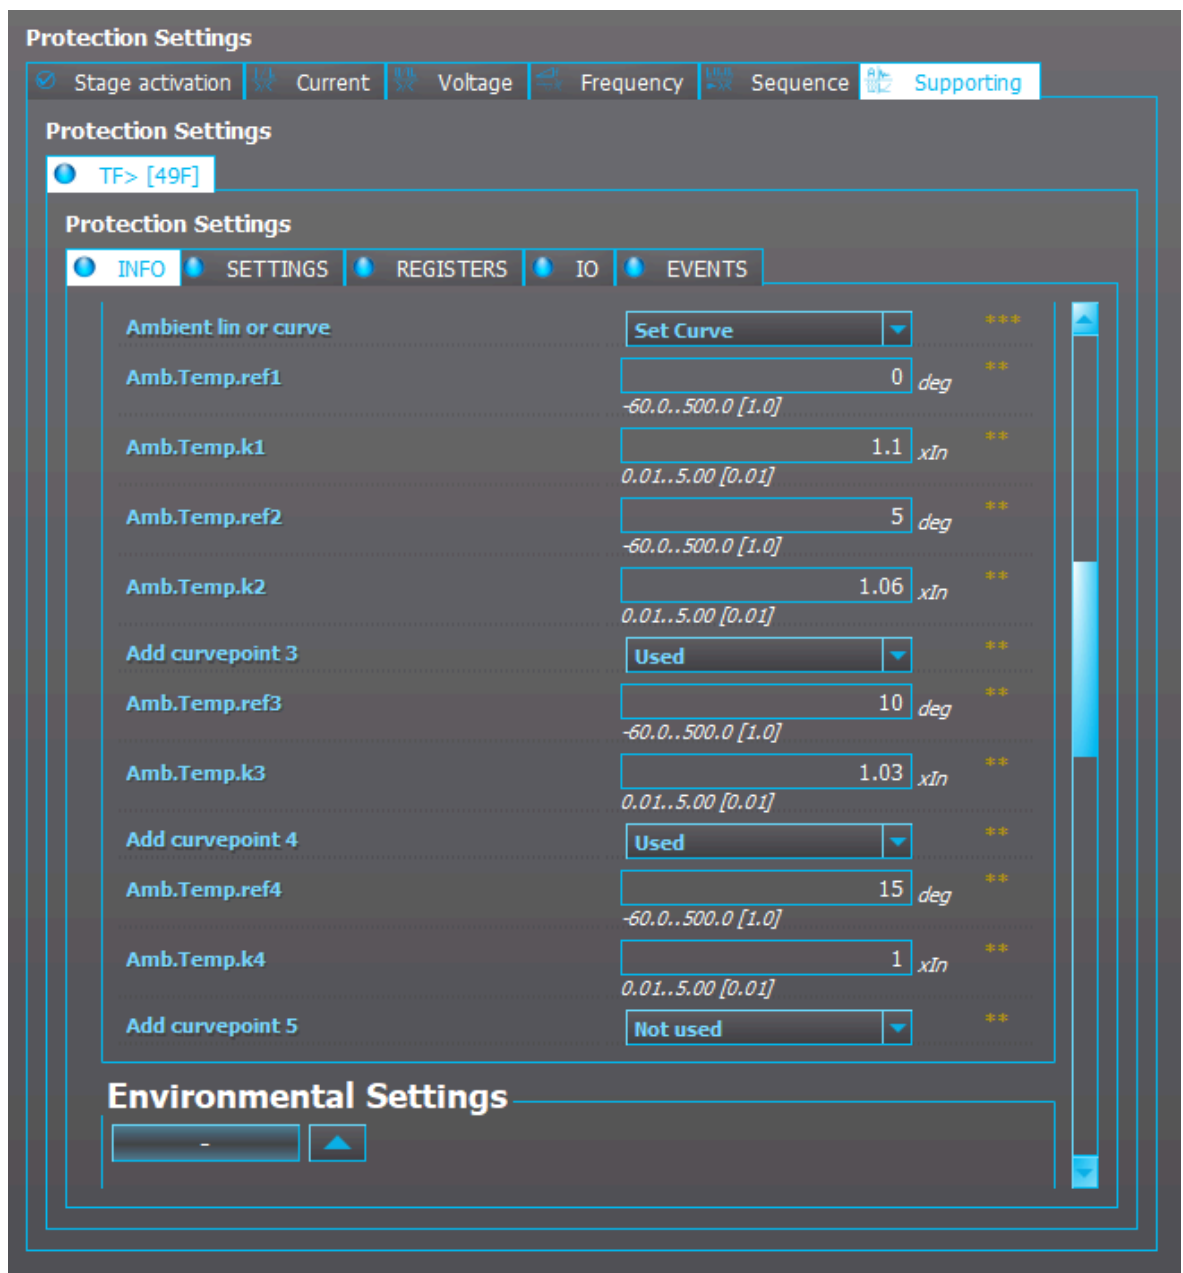 Protection Settings
Stage activation Current Voltage Frequency Sequence Supporting
Protection Settings
TF> [49F]
Protection Settings
INFO SETTINGS REGISTERS IO EVENTS
Ambient lin or curve Set Curve ***
Amb.Temp.ref1 0 deg **
-60.0..500.0 [1.0]
Amb.Temp.k1 1.1 xIn **
0.01..5.00 [0.01]
Amb.Temp.ref2 5 deg **
-60.0..500.0 [1.0]
Amb.Temp.k2 1.06 xIn **
0.01..5.00 [0.01]
Add curvepoint 3 Used **
Amb.Temp.ref3 10 deg **
-60.0..500.0 [1.0]
Amb.Temp.k3 1.03 xIn **
0.01..5.00 [0.01]
Add curvepoint 4 Used **
Amb.Temp.ref4 15 deg **
-60.0..500.0 [1.0]
Amb.Temp.k4 1 xIn **
0.01..5.00 [0.01]
Add curvepoint 5 Not used **
Environmental Settings
-